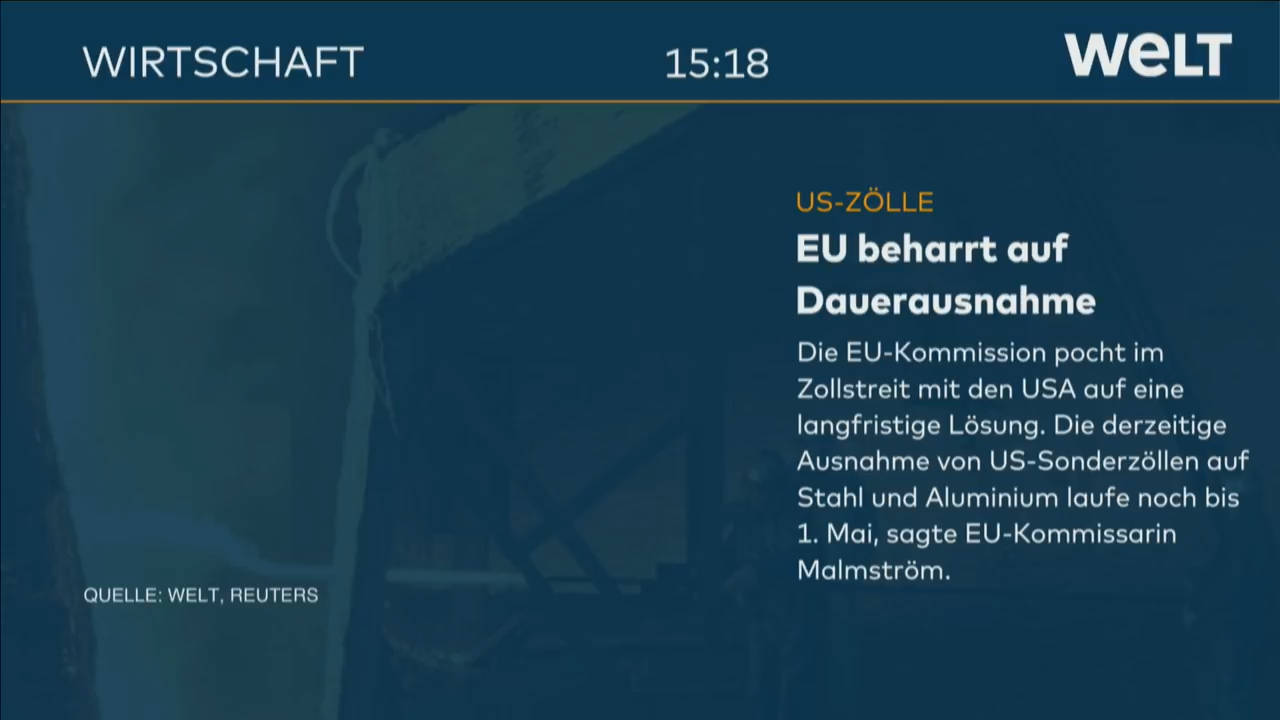 WIRTSCHAFT
15:18
WELT
US-ZÖLLE
EU beharrt auf
Dauerausnahme
Die EU-Kommission pocht im
Zollstreit mit den USA auf eine
langfristige Lösung. Die derzeitige
Ausnahme von US-Sonderzöllen auf
Stahl und Aluminium laufe noch bis
1. Mai, sagte EU-Kommissarin
Malmström.
QUELLE: WELT, REUTERS